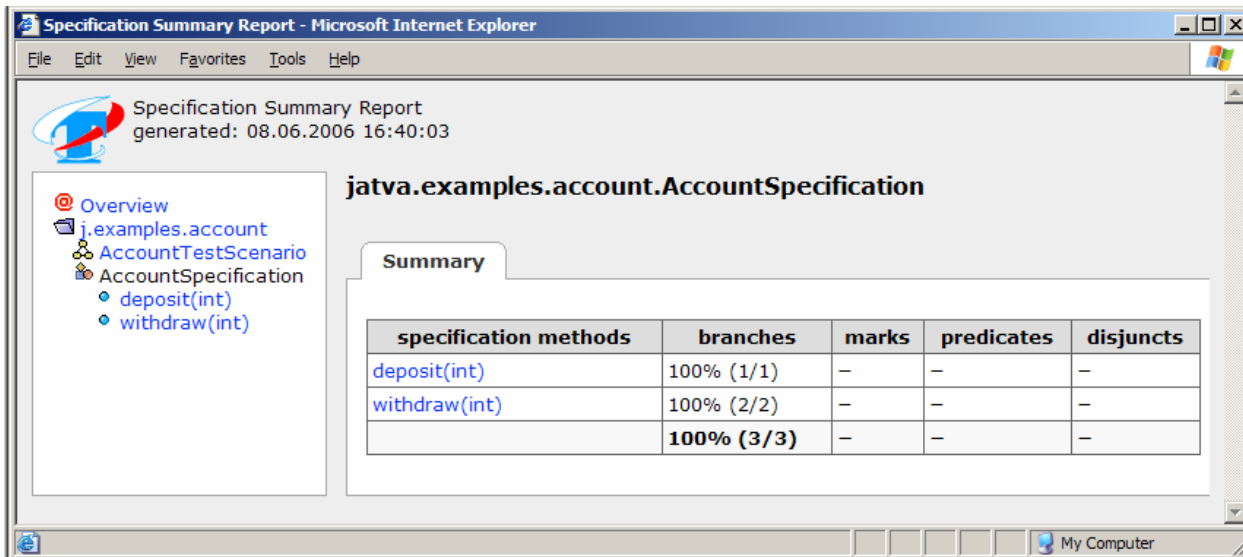 Specification Summary Report - Microsoft Internet Explorer
File Edit View Favorites Tools Help
Specification Summary Report
generated: 08.06.2006 16:40:03
@ Overview
j.examples.account
AccountTestScenario
AccountSpecification
deposit(int)
withdraw(int)
jatva.examples.account.AccountSpecification
Summary
specification methods branches marks predicates disjuncts
deposit(int) 100% (1/1) – – –
withdraw(int) 100% (2/2) – – –
100% (3/3) – – –
My Computer